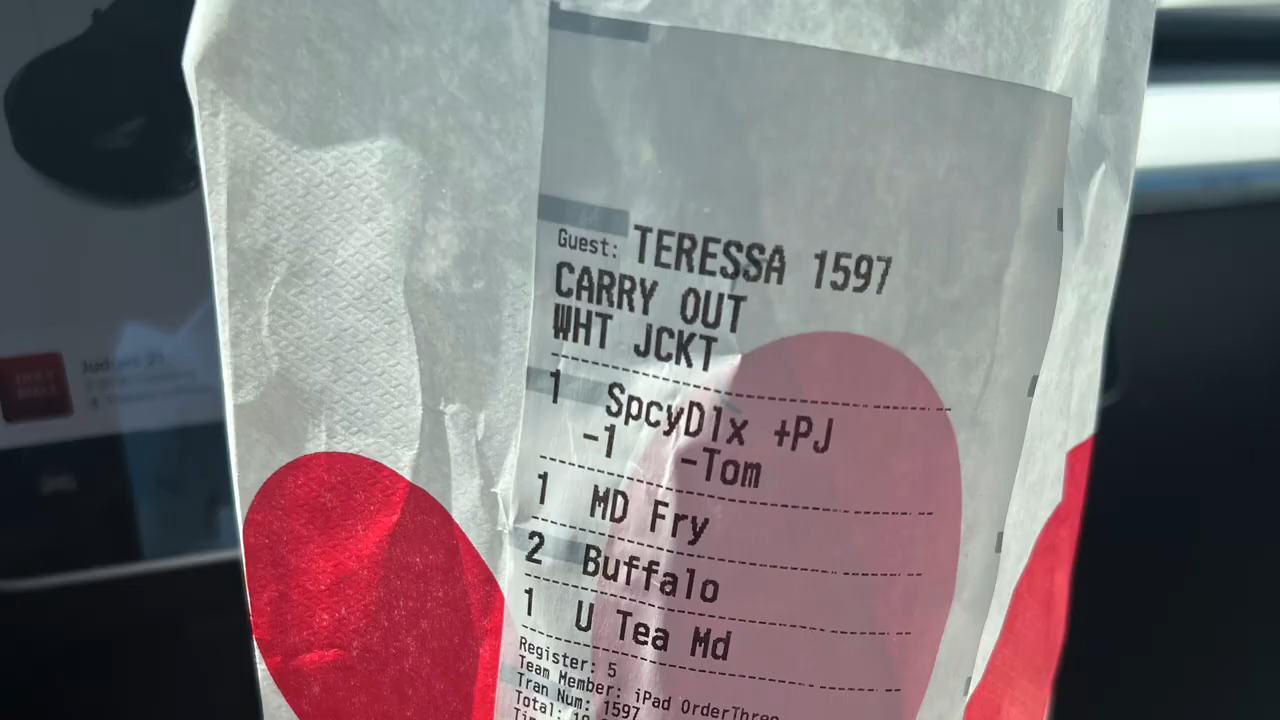 Guest: TERESSA 1597
CARRY OUT
WHT JCKT
1 SpcyDlx +PJ
-1 -Tom
1 MD Fry
2 Buffalo
1 U Tea Md
Register: 5
Team Member: iPad OrderThree
Tran Num: 1597
Total: